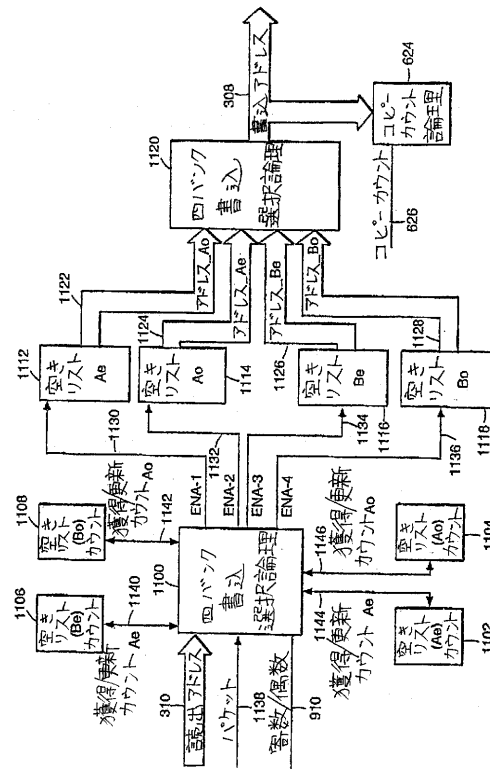 1106
空き
リスト
(Be)
カウント
獲得/更新
カウント Ae
1140
1108
空き
リスト
(Bo)
カウント
獲得/更新
カウント Ao
1142
1100
四バンク
書込
選択論理
310
読出アドレス
パケット
1138
寄数/偶数
910
獲得/更新
カウント Ae
1144
1146
獲得/更新
カウント Ao
空き
リスト
(Ae)
カウント
1102
空き
リスト
(Ao)
カウント
1104
ENA-1
ENA-2
ENA-3
ENA-4
1130
1132
1134
1136
1112
空き
リスト
Ae
空き
リスト
Ao
1114
空き
リスト
Be
1116
空き
リスト
Bo
1118
1122
1124
1126
1128
アドレス_Ao
アドレス_Ae
アドレス_Be
アドレス_Bo
1120
四バンク
書込
選択論理
308
書込アドレス
624
コピー
カウント
論理
コピーカウント
626